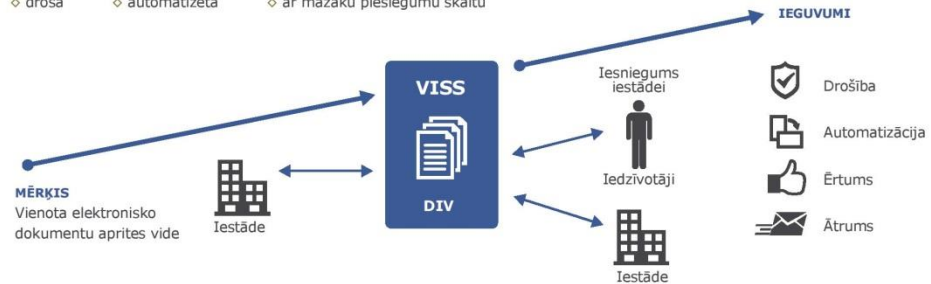 ◇ droša ◇ automatizēta ◇ ar mazāku pieslēgumu skaitu
IEGUVUMI
VISS
DIV
MĒRĶIS
Vienota elektronisko
dokumentu aprites vide
Iestāde
Iesniegums
iestādei
Iedzīvotāji
Iestāde
Drošība
Automatizācija
Ērtums
Ātrums